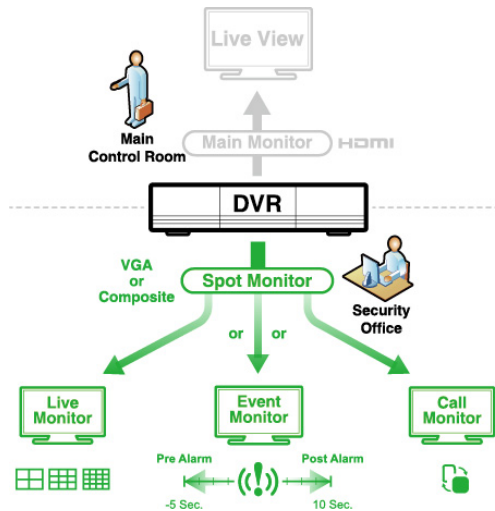 Live View
Main
Control Room
Main Monitor
HDMI
DVR
VGA
or
Composite
Spot Monitor
Security
Office
or
or
Live
Monitor
Event
Monitor
Call
Monitor
Pre Alarm
Post Alarm
-5 Sec.
10 Sec.